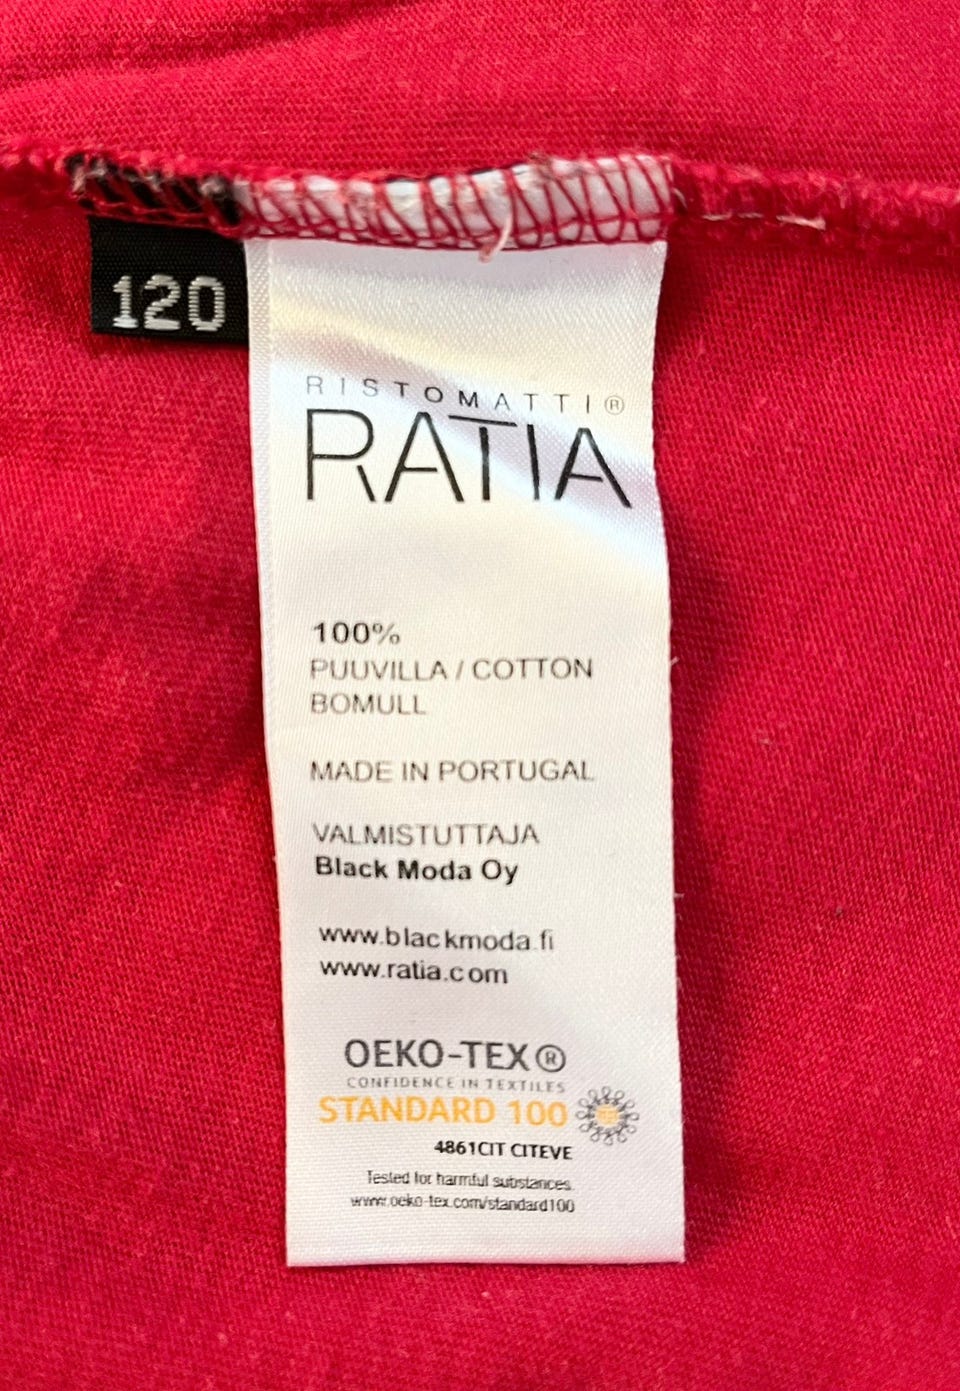 120
RISTOMATTI®
RATIA
100%
PUUVILLA / COTTON
BOMULL
MADE IN PORTUGAL
VALMISTUTTAJA
Black Moda Oy
www.blackmoda.fi
www.ratia.com
OEKO-TEX®
CONFIDENCE IN TEXTILES
STANDARD 100
4861CIT CITEVE
Tested for harmful substances.
www.oeko-tex.com/standard100